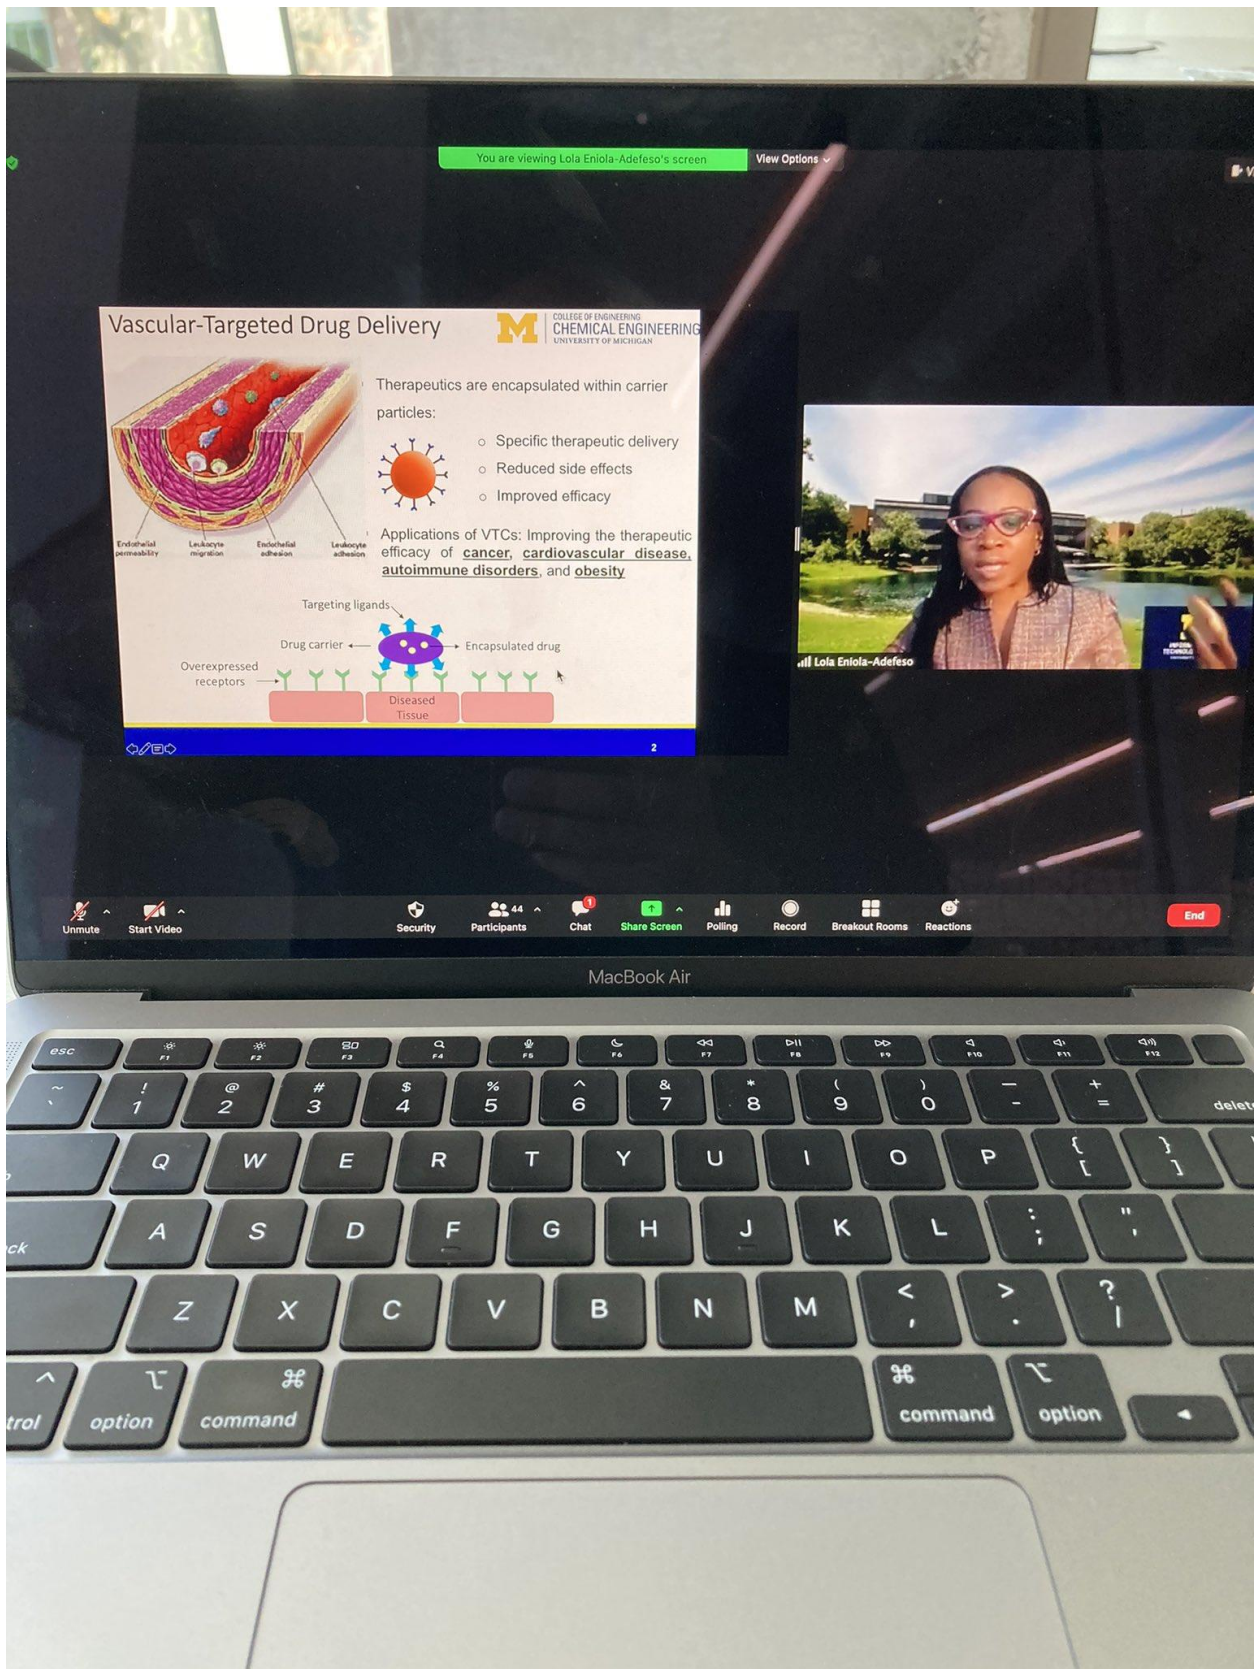 You are viewing Lola Eniola-Adefeso's screen
View Options
Vascular-Targeted Drug Delivery
M
COLLEGE OF ENGINEERING
CHEMICAL ENGINEERING
UNIVERSITY OF MICHIGAN
Therapeutics are encapsulated within carrier
particles:
Specific therapeutic delivery
Reduced side effects
Improved efficacy
Endothelial
permeability
Leukocyte
migration
Endothelial
adhesion
Leukocyte
adhesion
Applications of VTCs: Improving the therapeutic
efficacy of cancer, cardiovascular disease,
autoimmune disorders, and obesity
Targeting ligands
Drug carrier
Encapsulated drug
Overexpressed
receptors
Diseased
Tissue
2
Lola Eniola-Adefeso
Unmute
Start Video
Security
44
Participants
1
Chat
Share Screen
Polling
Record
Breakout Rooms
Reactions
End
MacBook Air
esc F1 F2 F3 F4 F5 F6 F7 F8 F9 F10 F11 F12
~ ! @ # $ % ^ & * ( ) — +
` 1 2 3 4 5 6 7 8 9 0 - = delete
Q W E R T Y U I O P { [ } ]
A S D F G H J K L : ; " '
Z X C V B N M < , > . ? /
option command command option